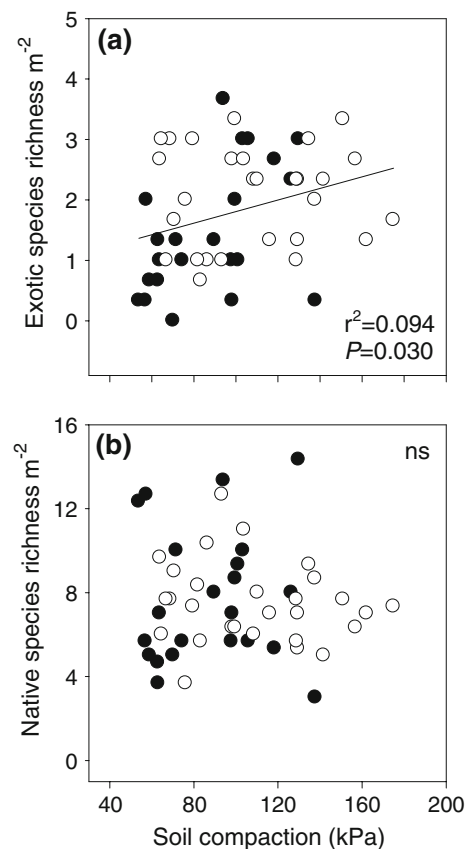 (a)
Exotic species richness m⁻²
5
4
3
2
1
0
r²=0.094
P=0.030
(b)
ns
Native species richness m⁻²
16
12
8
4
0
40 80 120 160 200
Soil compaction (kPa)